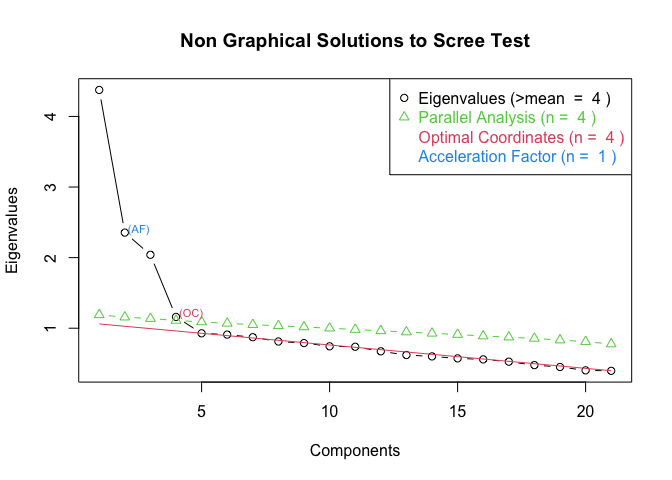 Non Graphical Solutions to Scree Test
Eigenvalues (>mean = 4 )
Parallel Analysis (n = 4 )
Optimal Coordinates (n = 4 )
Acceleration Factor (n = 1 )
(AF)
(OC)
Eigenvalues
4
3
2
1
5 10 15 20
Components